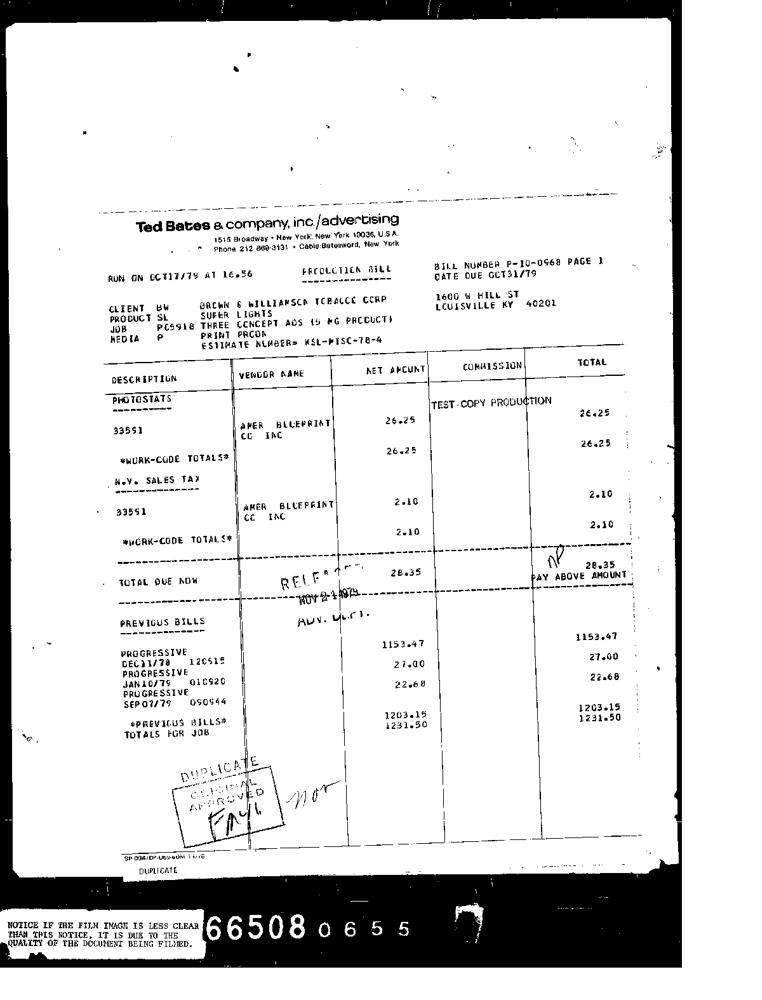 Ted Bates & company, inc./advertising
1515 Broadway • New York, New York 10036, U.S.A.
Phone 212 869-3131 • Cable: Batesword, New York
RUN ON OCT17/79 AT 16.56 PRODUCTION BILL BILL NUMBER P-10-0968 PAGE 1
DATE DUE OCT31/79
CLIENT BW BROWN & WILLIAMSON TOBACCO CORP 1600 W HILL ST
PRODUCT SL SUPER LIGHTS LOUISVILLE KY 40201
JOB PC5918 THREE CONCEPT ADS (5 MG PRODUCT)
MEDIA P PRINT PRODN
ESTIMATE NUMBER= KSL-MISC-78-4
DESCRIPTION VENDOR NAME NET AMOUNT COMMISSION TOTAL
PHOTOSTATS
TEST-COPY PRODUCTION
33551 AMER BLUEPRINT 26.25 26.25
CO INC
*WORK-CODE TOTALS* 26.25 26.25
N.Y. SALES TAX
33551 AMER BLUEPRINT 2.10 2.10
CO INC
*WORK-CODE TOTALS* 2.10 2.10
TOTAL DUE NOW 28.35 28.35
PAY ABOVE AMOUNT
NOV 2 1 1979
ADV. DEPT.
PREVIOUS BILLS
PROGRESSIVE 1153.47 1153.47
DEC11/78 120515
PROGRESSIVE 27.00 27.00
JAN10/79 010920
PROGRESSIVE 22.68 22.68
SEP07/79 090944
*PREVIOUS BILLS* 1203.15 1203.15
TOTALS FOR JOB 1231.50 1231.50
DUPLICATE
ORIGINAL
APPROVED
DUPLICATE
NOTICE IF THE FILM IMAGE IS LESS CLEAR
THAN THIS NOTICE, IT IS DUE TO THE
QUALITY OF THE DOCUMENT BEING FILMED.
66508 0655